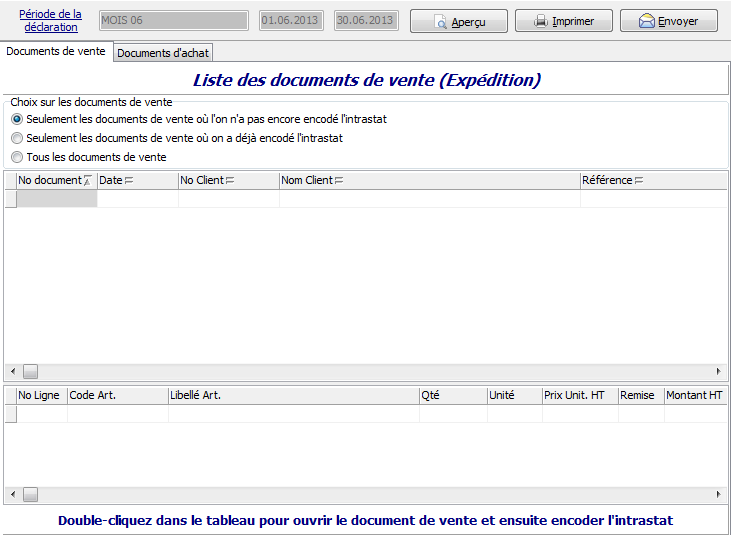 Période de la
déclaration
MOIS 06 01.06.2013 30.06.2013 Aperçu Imprimer Envoyer
Documents de vente Documents d'achat
Liste des documents de vente (Expédition)
Choix sur les documents de vente
Seulement les documents de vente où l'on n'a pas encore encodé l'intrastat
Seulement les documents de vente où on a déjà encodé l'intrastat
Tous les documents de vente
No document Date No Client Nom Client Référence
No Ligne Code Art. Libellé Art. Qté Unité Prix Unit. HT Remise Montant HT
Double-cliquez dans le tableau pour ouvrir le document de vente et ensuite encoder l'intrastat